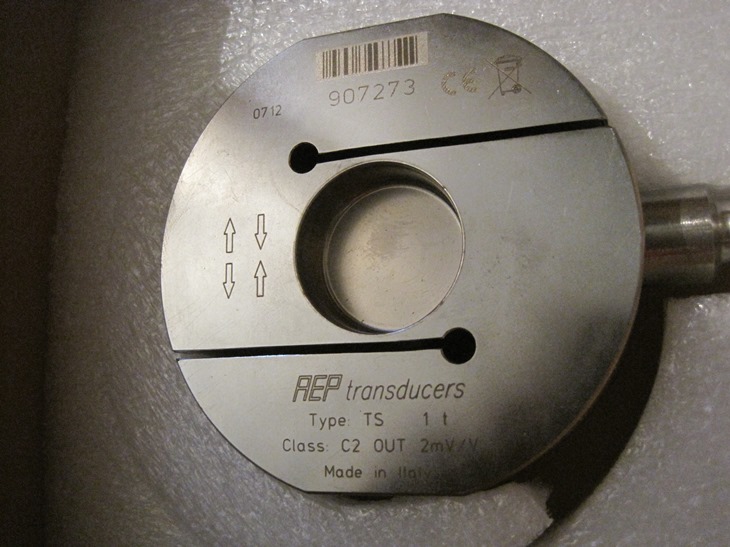 907273
0712
AEP transducers
Type: TS 1 t
Class: C2 OUT 2mV/V
Made in Italy